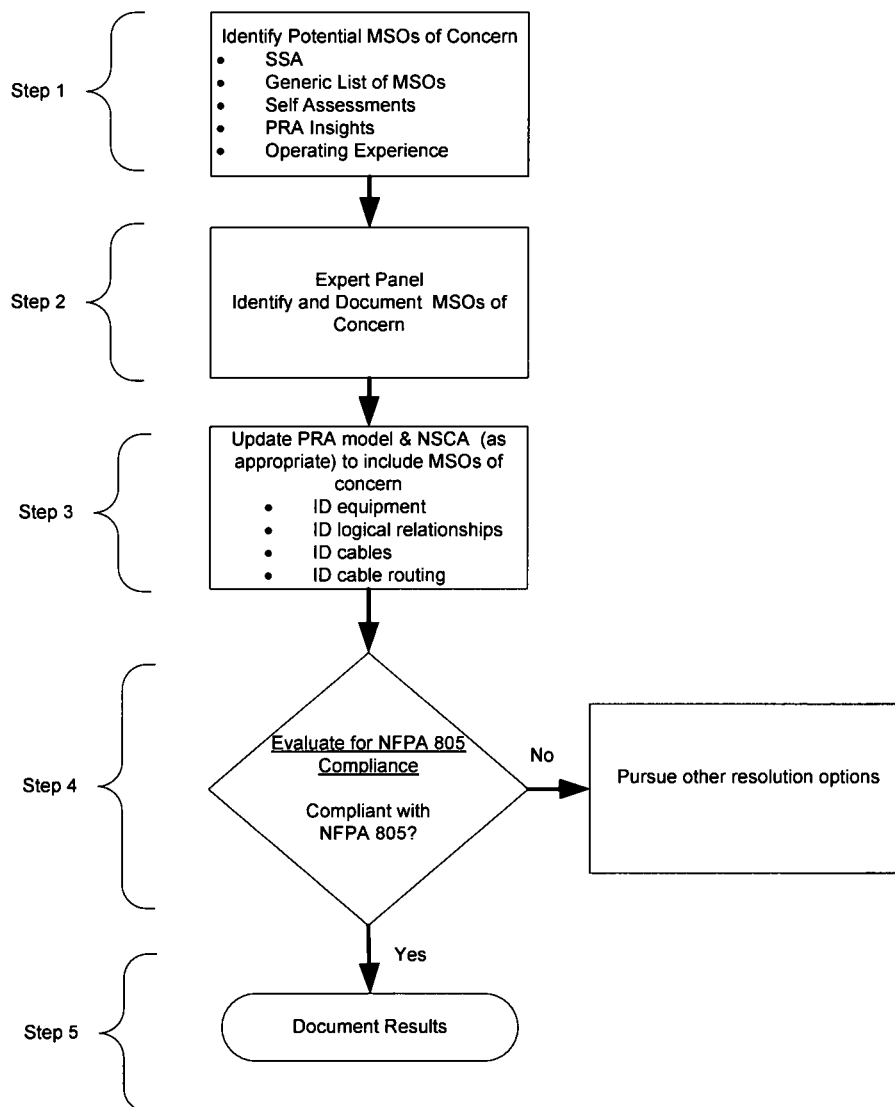 Step 1
Identify Potential MSOs of Concern
• SSA
• Generic List of MSOs
• Self Assessments
• PRA Insights
• Operating Experience
Step 2
Expert Panel
Identify and Document MSOs of
Concern
Step 3
Update PRA model & NSCA (as
appropriate) to include MSOs of
concern
• ID equipment
• ID logical relationships
• ID cables
• ID cable routing
Step 4
Evaluate for NFPA 805
Compliance
Compliant with
NFPA 805?
No
Pursue other resolution options
Yes
Step 5
Document Results